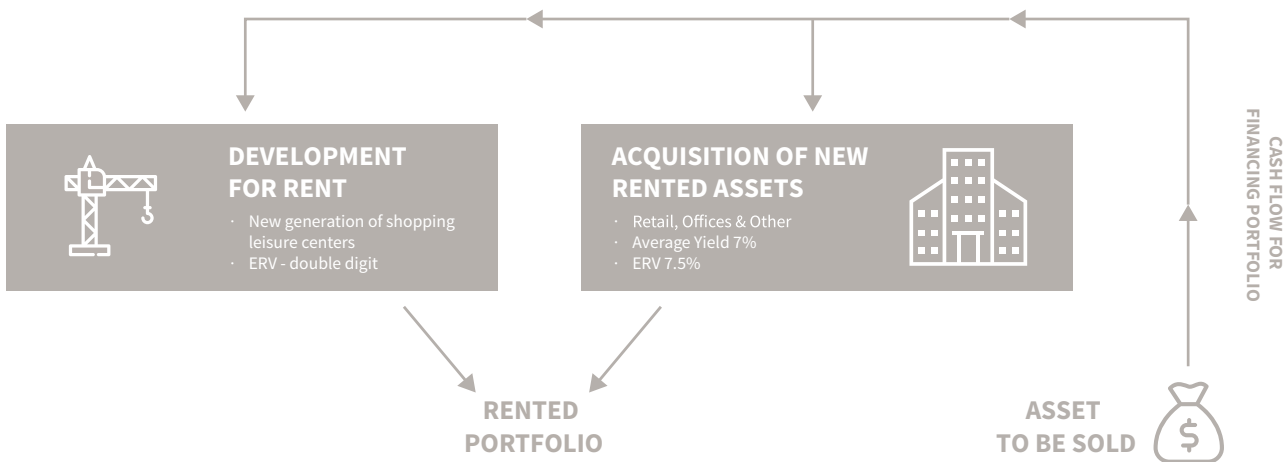 DEVELOPMENT
FOR RENT
· New generation of shopping
leisure centers
· ERV - double digit
ACQUISITION OF NEW
RENTED ASSETS
· Retail, Offices & Other
· Average Yield 7%
· ERV 7.5%
CASH FLOW FOR
FINANCING PORTFOLIO
RENTED
PORTFOLIO
ASSET
TO BE SOLD
$